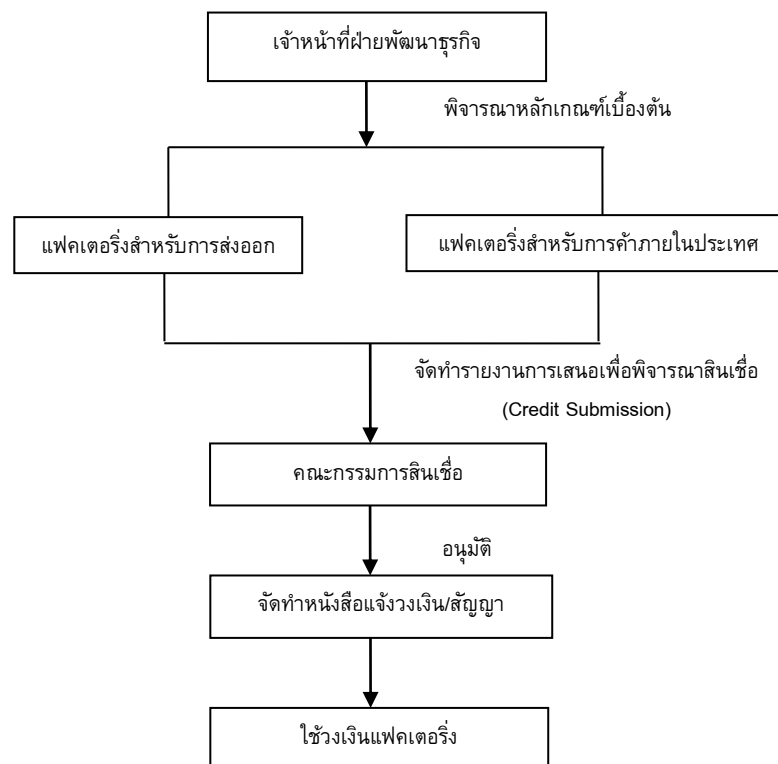 เจ้าหน้าที่ฝ่ายพัฒนาธุรกิจ
พิจารณาหลักเกณฑ์เบื้องต้น
แฟคเตอริ่งสำหรับการส่งออก
แฟคเตอริ่งสำหรับการค้าภายในประเทศ
จัดทำรายงานการเสนอเพื่อพิจารณาสินเชื่อ
(Credit Submission)
คณะกรรมการสินเชื่อ
อนุมัติ
จัดทำหนังสือแจ้งวงเงิน/สัญญา
ใช้วงเงินแฟคเตอริ่ง